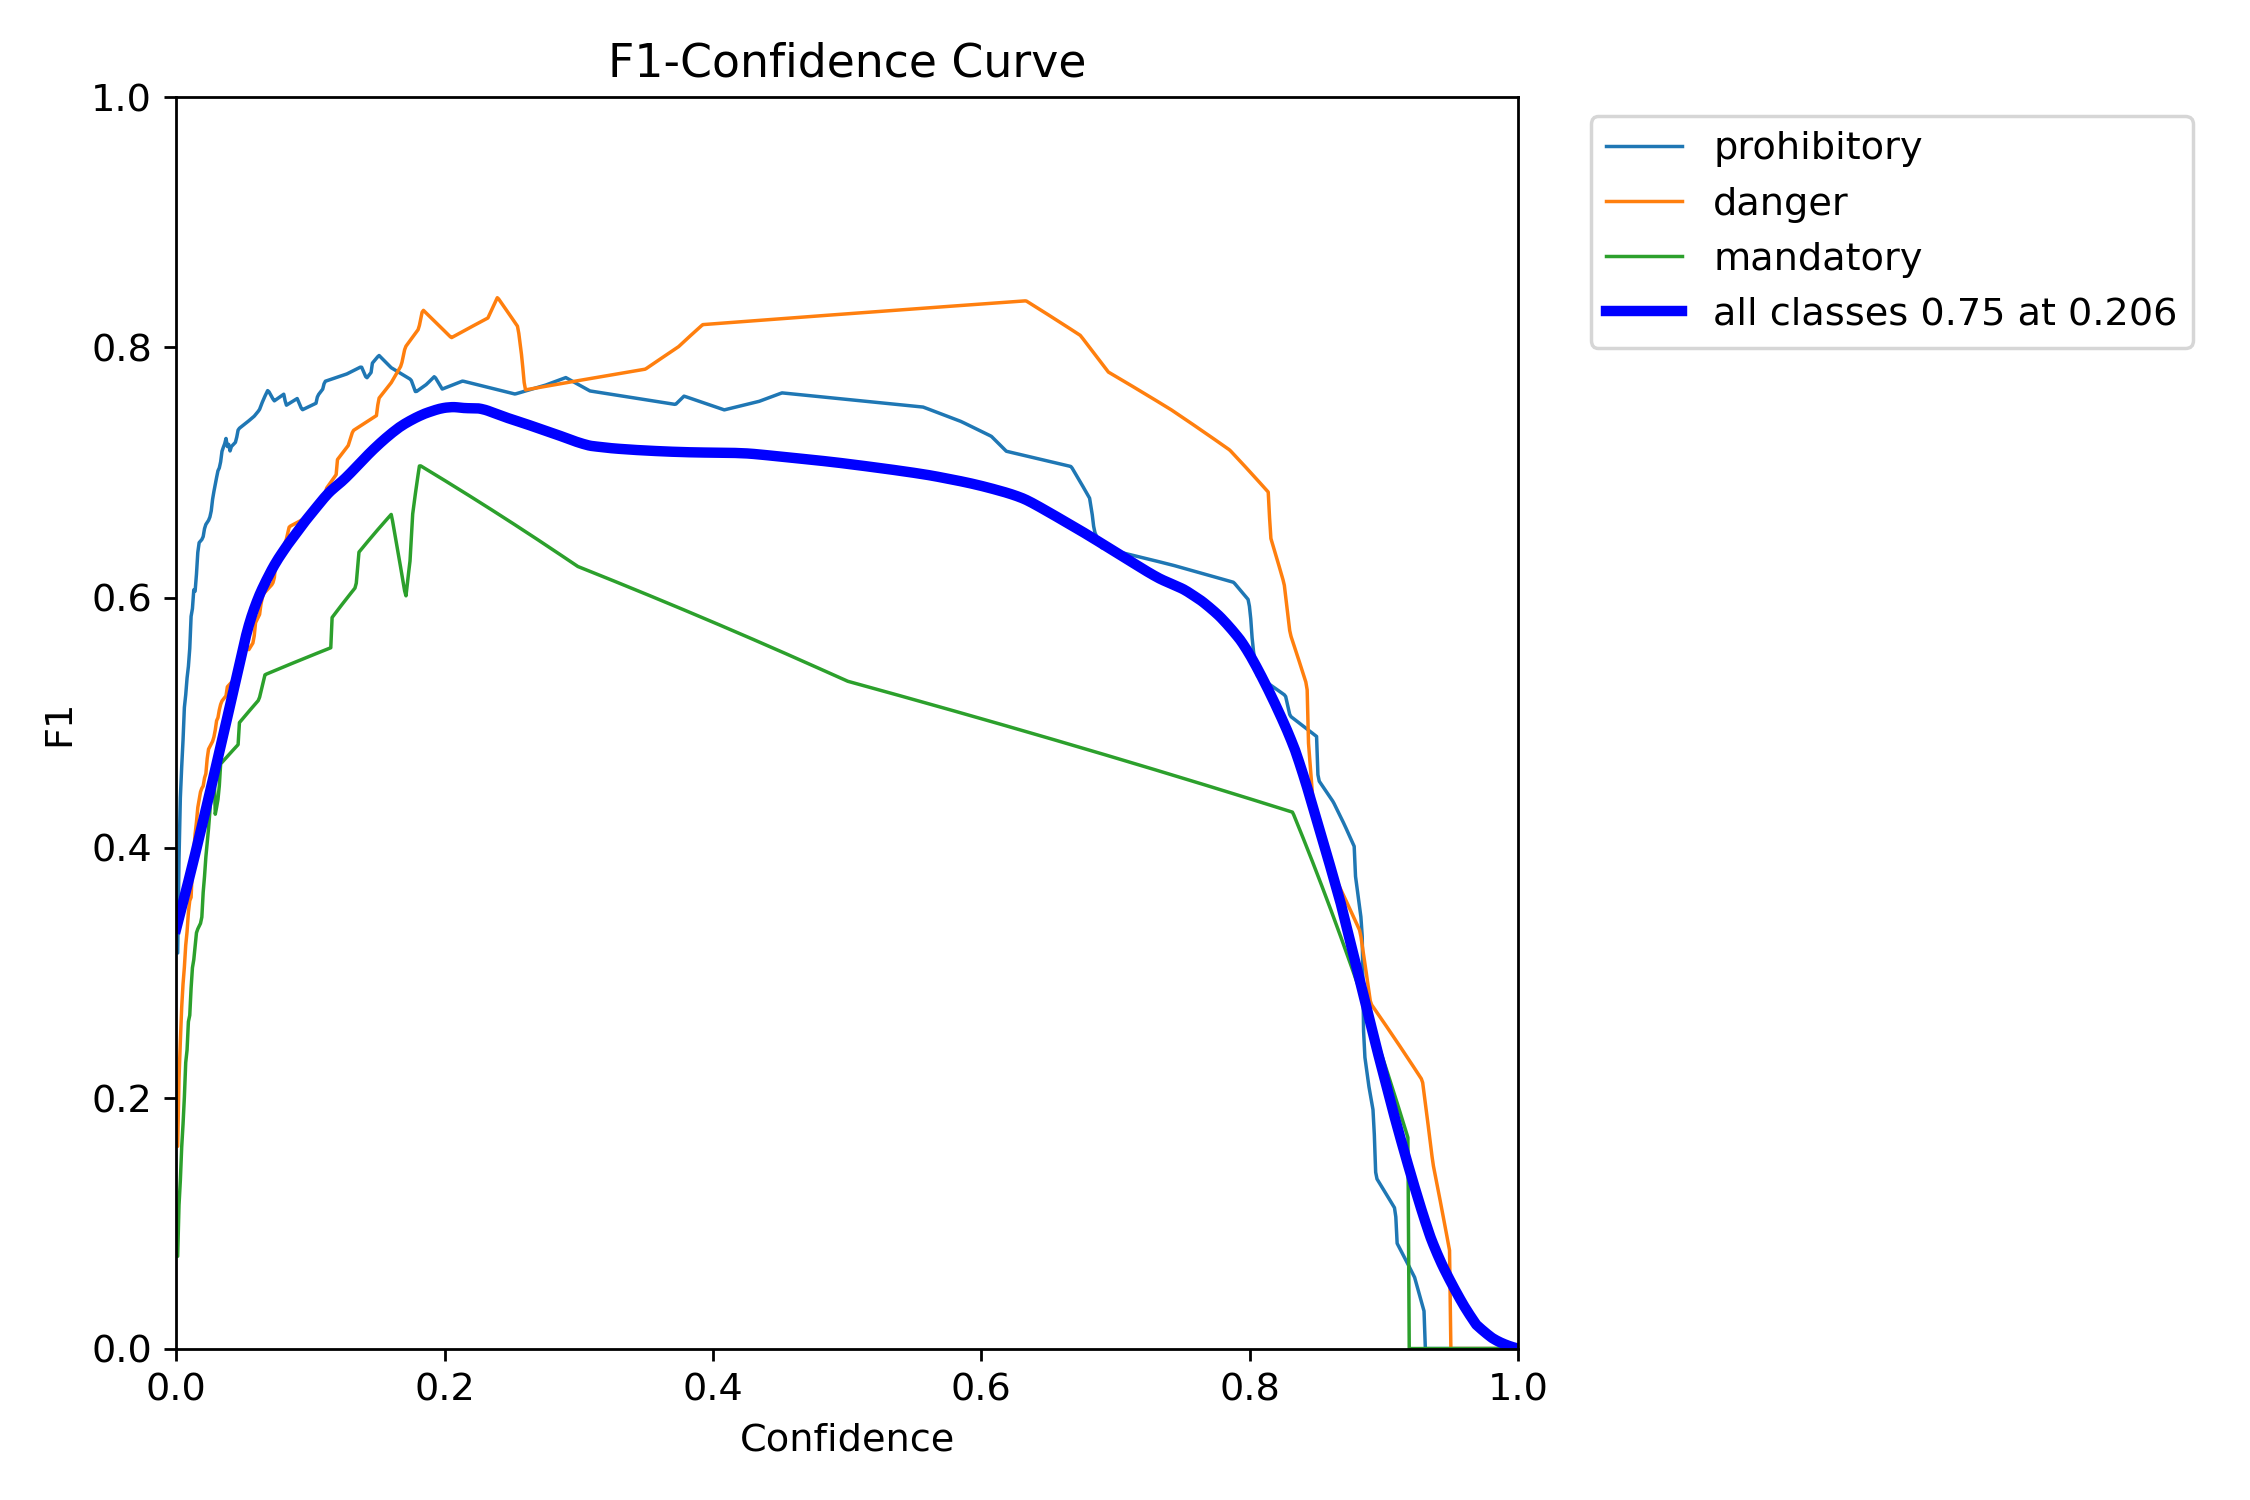 F1-Confidence Curve
1.0
0.8
0.6
0.4
0.2
0.0
F1
0.0 0.2 0.4 0.6 0.8 1.0
Confidence
prohibitory
danger
mandatory
all classes 0.75 at 0.206